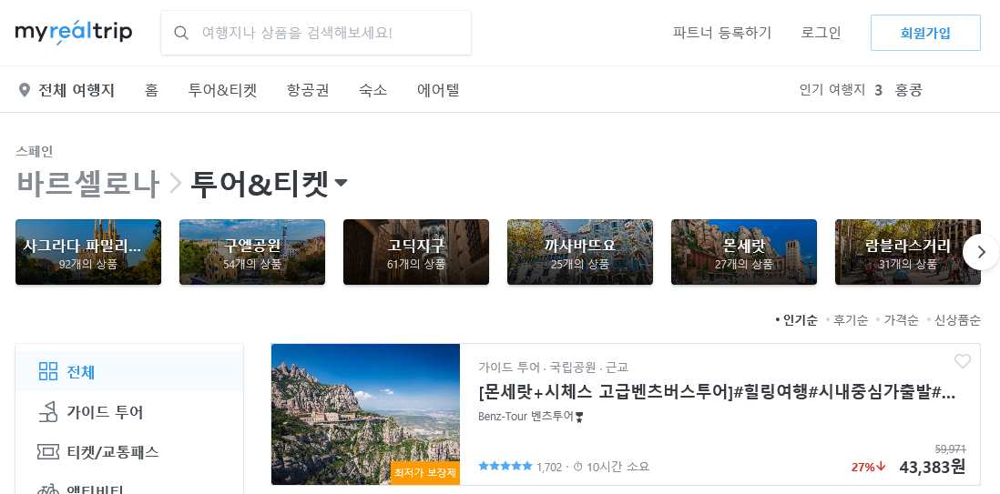 myrealtrip
여행지나 상품을 검색해보세요!
파트너 등록하기
로그인
회원가입
전체 여행지
홈
투어&티켓
항공권
숙소
에어텔
인기 여행지 3 홍콩
스페인
바르셀로나
투어&티켓
사그라다 파밀리...
92개의 상품
구엘공원
54개의 상품
고딕지구
61개의 상품
까사바뜨요
25개의 상품
몬세랏
27개의 상품
람블라스거리
31개의 상품
• 인기순 • 후기순 • 가격순 • 신상품순
전체
가이드 투어
티켓/교통패스
액티비티
최저가 보장제
가이드 투어 · 국립공원 · 근교
[몬세랏+시체스 고급벤츠버스투어]#힐링여행#시내중심가출발#...
Benz-Tour 벤츠투어❣
59,971
★★★★★ 1,702 · 10시간 소요
27%↓ 43,383원